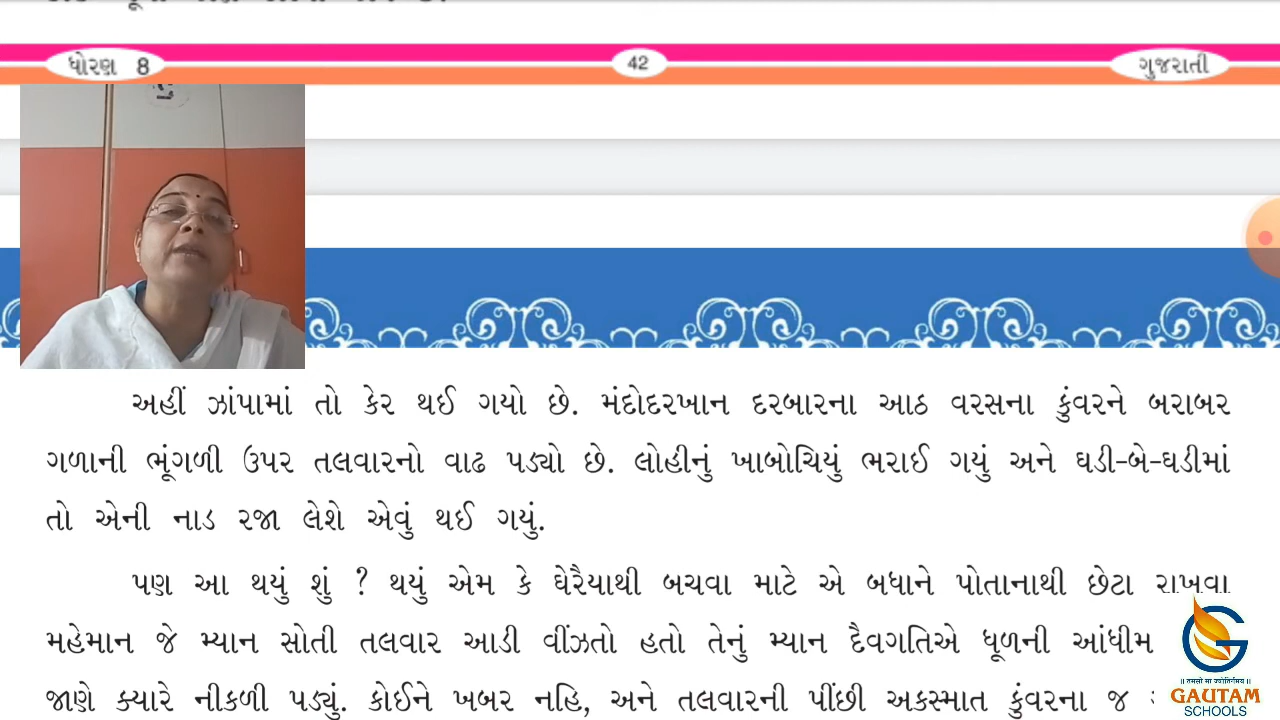 ધોરણ 8
42
ગુજરાતી
અહીં ઝાંપામાં તો કેર થઈ ગયો છે. મંદોદરખાન દરબારના આઠ વરસના કુંવરને બરાબર
ગળાની ભૂંગળી ઉપર તલવારનો વાઢ પડ્યો છે. લોહીનું ખાબોચિયું ભરાઈ ગયું અને ઘડી-બે-ઘડીમાં
તો એની નાડ રજા લેશે એવું થઈ ગયું.
પણ આ થયું શું ? થયું એમ કે ઘેરૈયાથી બચવા માટે એ બધાને પોતાનાથી છેટા રાખવા
મહેમાન જે મ્યાન સોતી તલવાર આડી વીંઝતો હતો તેનું મ્યાન દૈવગતિએ ધૂળની આંધીમ
જાણે ક્યારે નીકળી પડ્યું. કોઈને ખબર નહિ, અને તલવારની પીંછી અકસ્માત કુંવરના જ
॥ तमसो मा ज्योतिर्गमय ॥
GAUTAM
SCHOOLS